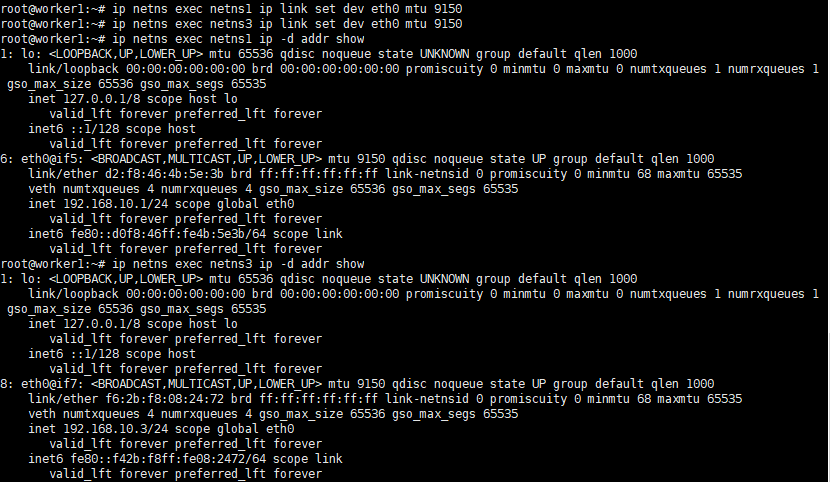 root@worker1:~# ip netns exec netns1 ip link set dev eth0 mtu 9150
root@worker1:~# ip netns exec netns3 ip link set dev eth0 mtu 9150
root@worker1:~# ip netns exec netns1 ip -d addr show
1: lo: <LOOPBACK,UP,LOWER_UP> mtu 65536 qdisc noqueue state UNKNOWN group default qlen 1000
    link/loopback 00:00:00:00:00:00 brd 00:00:00:00:00:00 promiscuity 0 minmtu 0 maxmtu 0 numtxqueues 1 numrxqueues 1
 gso_max_size 65536 gso_max_segs 65535
    inet 127.0.0.1/8 scope host lo
       valid_lft forever preferred_lft forever
    inet6 ::1/128 scope host
       valid_lft forever preferred_lft forever
6: eth0@if5: <BROADCAST,MULTICAST,UP,LOWER_UP> mtu 9150 qdisc noqueue state UP group default qlen 1000
    link/ether d2:f8:46:4b:5e:3b brd ff:ff:ff:ff:ff:ff link-netnsid 0 promiscuity 0 minmtu 68 maxmtu 65535
    veth numtxqueues 4 numrxqueues 4 gso_max_size 65536 gso_max_segs 65535
    inet 192.168.10.1/24 scope global eth0
       valid_lft forever preferred_lft forever
    inet6 fe80::d0f8:46ff:fe4b:5e3b/64 scope link
       valid_lft forever preferred_lft forever
root@worker1:~# ip netns exec netns3 ip -d addr show
1: lo: <LOOPBACK,UP,LOWER_UP> mtu 65536 qdisc noqueue state UNKNOWN group default qlen 1000
    link/loopback 00:00:00:00:00:00 brd 00:00:00:00:00:00 promiscuity 0 minmtu 0 maxmtu 0 numtxqueues 1 numrxqueues 1
 gso_max_size 65536 gso_max_segs 65535
    inet 127.0.0.1/8 scope host lo
       valid_lft forever preferred_lft forever
    inet6 ::1/128 scope host
       valid_lft forever preferred_lft forever
8: eth0@if7: <BROADCAST,MULTICAST,UP,LOWER_UP> mtu 9150 qdisc noqueue state UP group default qlen 1000
    link/ether f6:2b:f8:08:24:72 brd ff:ff:ff:ff:ff:ff link-netnsid 0 promiscuity 0 minmtu 68 maxmtu 65535
    veth numtxqueues 4 numrxqueues 4 gso_max_size 65536 gso_max_segs 65535
    inet 192.168.10.3/24 scope global eth0
       valid_lft forever preferred_lft forever
    inet6 fe80::f42b:f8ff:fe08:2472/64 scope link
       valid_lft forever preferred_lft forever